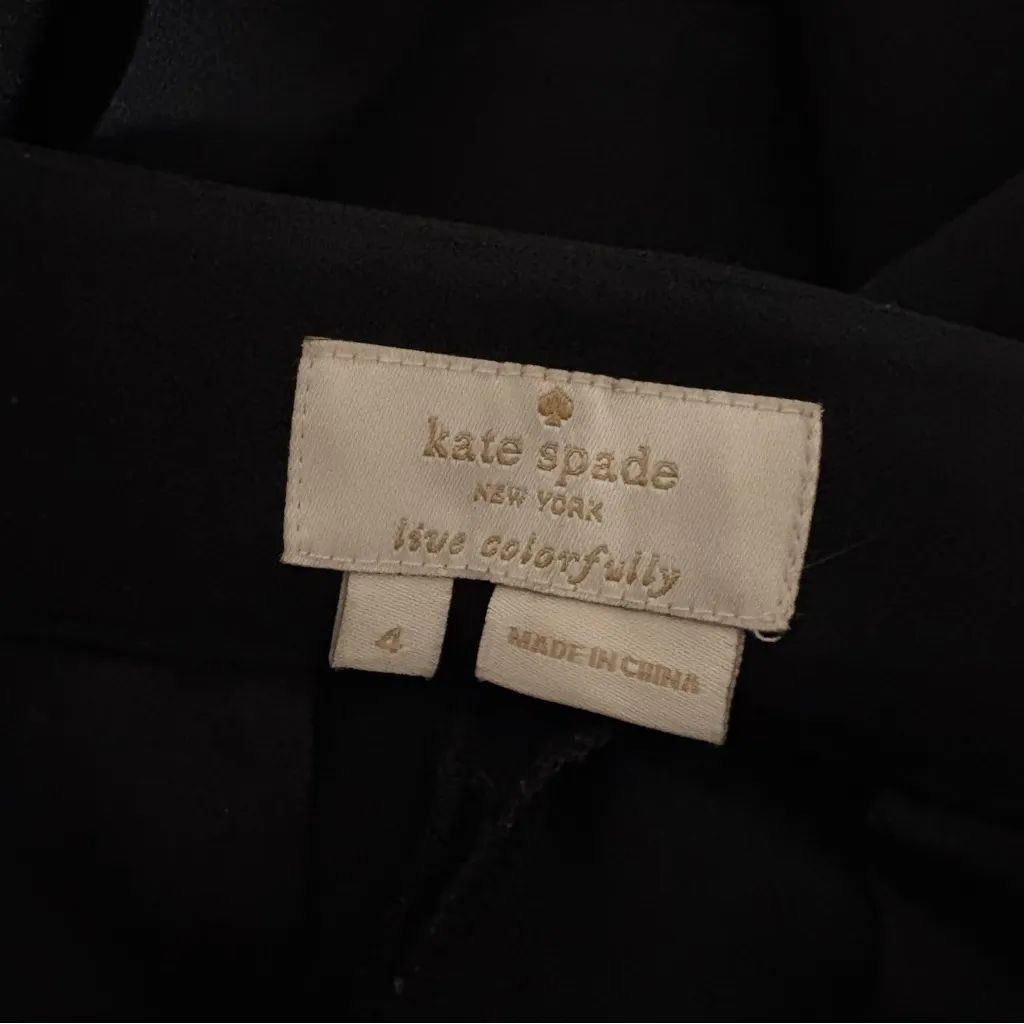 kate spade
NEW YORK
live colorfully
4
MADE IN CHINA